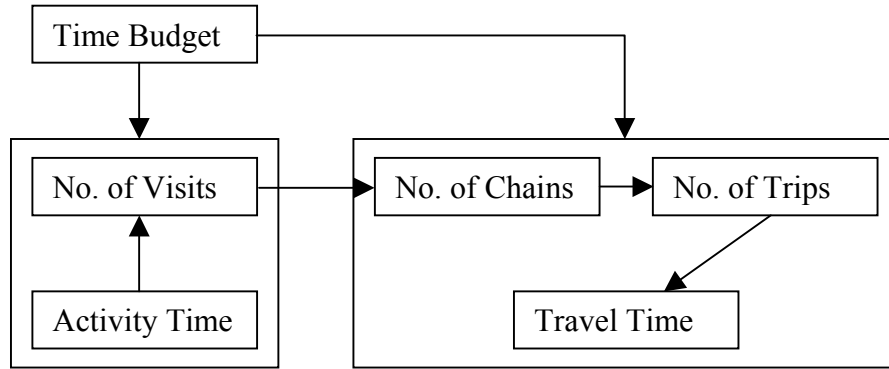 Time Budget
No. of Visits
No. of Chains
No. of Trips
Activity Time
Travel Time